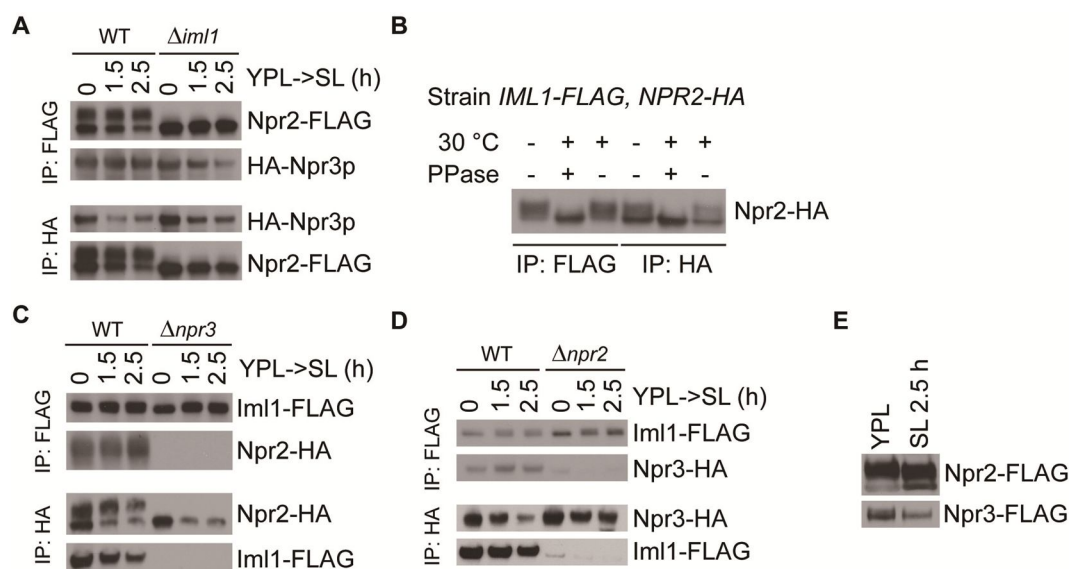 A
WT Δiml1
0 1.5 2.5 0 1.5 2.5 YPL->SL (h)
IP: FLAG
Npr2-FLAG
HA-Npr3p
IP: HA
HA-Npr3p
Npr2-FLAG
B
Strain IML1-FLAG, NPR2-HA
30 °C - + + - + +
PPase - + - - + -
Npr2-HA
IP: FLAG IP: HA
C
WT Δnpr3
0 1.5 2.5 0 1.5 2.5 YPL->SL (h)
IP: FLAG
Iml1-FLAG
Npr2-HA
IP: HA
Npr2-HA
Iml1-FLAG
D
WT Δnpr2
0 1.5 2.5 0 1.5 2.5 YPL->SL (h)
IP: FLAG
Iml1-FLAG
Npr3-HA
IP: HA
Npr3-HA
Iml1-FLAG
E
YPL SL 2.5 h
Npr2-FLAG
Npr3-FLAG